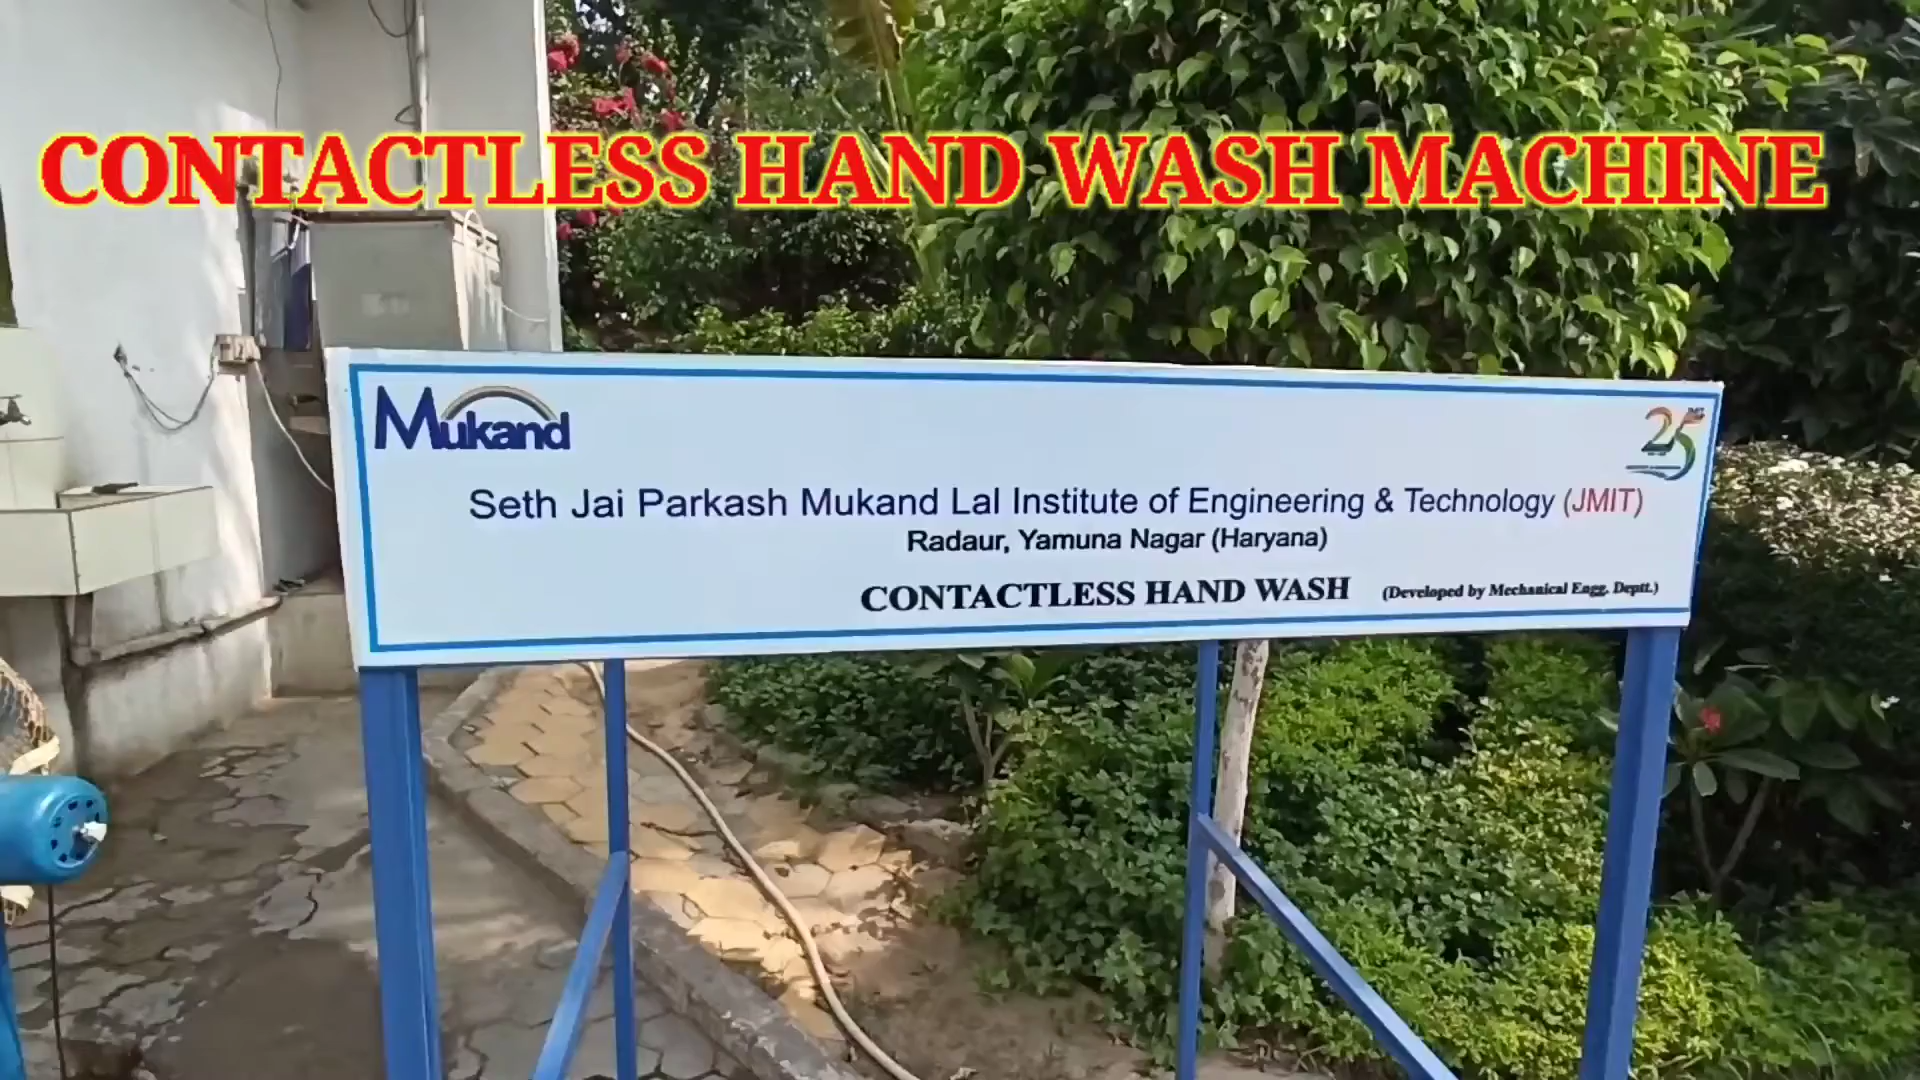 CONTACTLESS HAND WASH MACHINE
Mukand
25
Seth Jai Parkash Mukand Lal Institute of Engineering & Technology (JMIT)
Radaur, Yamuna Nagar (Haryana)
CONTACTLESS HAND WASH (Developed by Mechanical Engg. Deptt.)